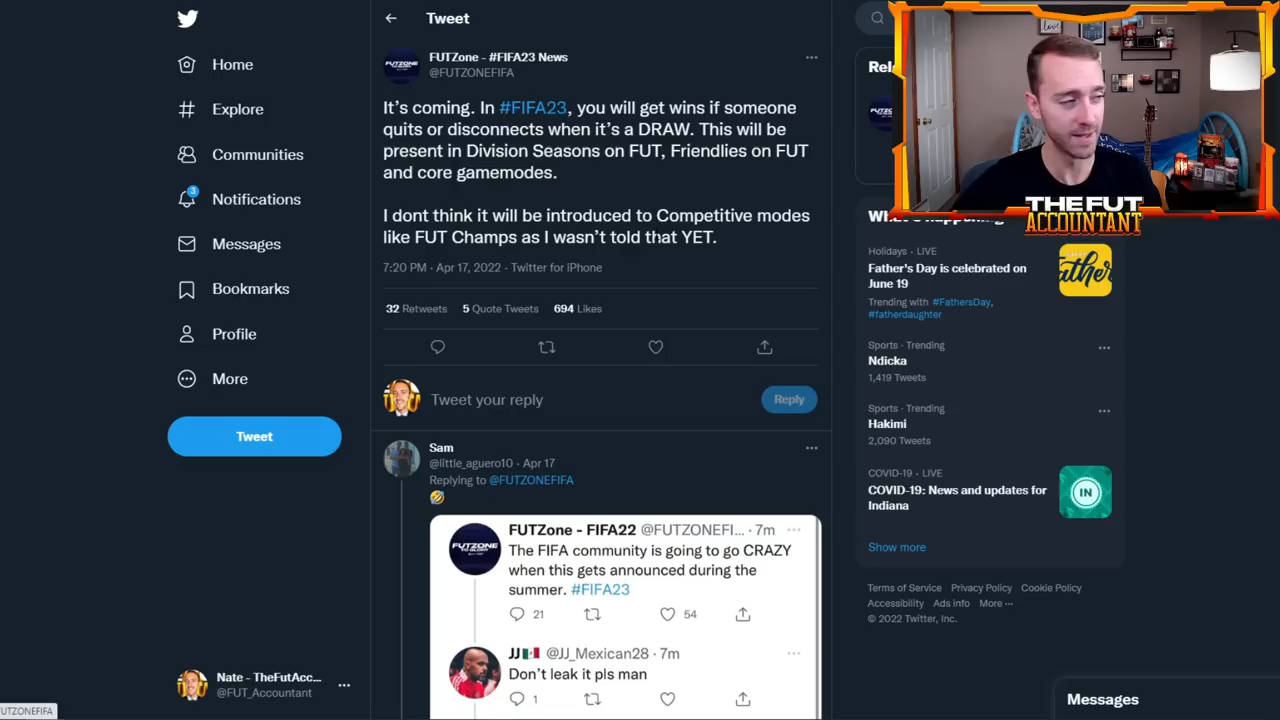 Home
Explore
Communities
3
Notifications
Messages
Bookmarks
Profile
More
Tweet
Nate - TheFutAcc...
@FUT_Accountant
UTZONEFIFA
Tweet
FUTZONE
FUTZone - #FIFA23 News
@FUTZONEFIFA
It's coming. In #FIFA23, you will get wins if someone
quits or disconnects when it's a DRAW. This will be
present in Division Seasons on FUT, Friendlies on FUT
and core gamemodes.
I dont think it will be introduced to Competitive modes
like FUT Champs as I wasn't told that YET.
7:20 PM · Apr 17, 2022 · Twitter for iPhone
32 Retweets 5 Quote Tweets 694 Likes
Tweet your reply
Reply
Sam
@little_aguero10 · Apr 17
Replying to @FUTZONEFIFA
🤣
FUTZONE
FUTZone - FIFA22 @FUTZONEFI... · 7m
The FIFA community is going to go CRAZY
when this gets announced during the
summer. #FIFA23
21 54
JJ🇲🇽 @JJ_Mexican28 · 7m
Don't leak it pls man
1
Rel
THE FUT
ACCOUNTANT
What's happening
Holidays · LIVE
Father's Day is celebrated on
June 19
Trending with #FathersDay,
#fatherdaughter
Sports · Trending
Ndicka
1,419 Tweets
Sports · Trending
Hakimi
2,090 Tweets
COVID-19 · LIVE
COVID-19: News and updates for
Indiana
IN
Show more
Terms of Service Privacy Policy Cookie Policy
Accessibility Ads info More ···
© 2022 Twitter, Inc.
Messages